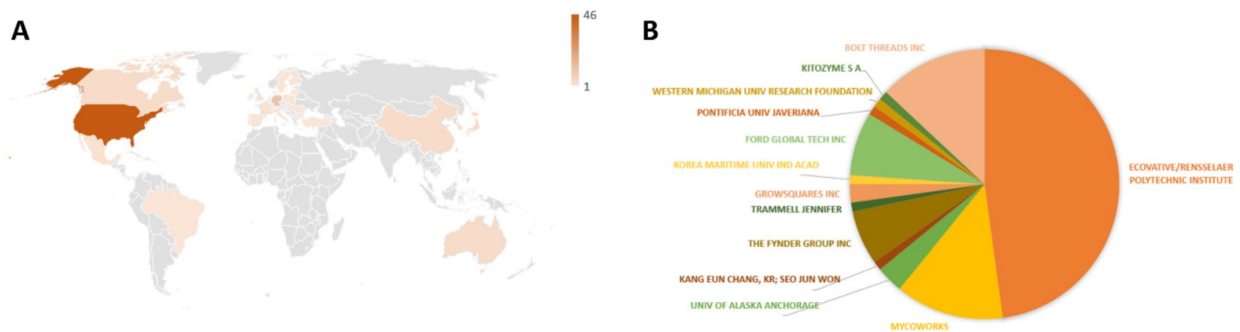 A
46
1
B
BOLT THREADS INC
KITOZYME S A
WESTERN MICHIGAN UNIV RESEARCH FOUNDATION
PONTIFICIA UNIV JAVERIANA
FORD GLOBAL TECH INC
KOREA MARITIME UNIV IND ACAD
GROWSQUARES INC
TRAMMELL JENNIFER
THE FYNDER GROUP INC
KANG EUN CHANG, KR; SEO JUN WON
UNIV OF ALASKA ANCHORAGE
MYCOWORKS
ECOVATIVE/RENSSELAER
POLYTECHNIC INSTITUTE